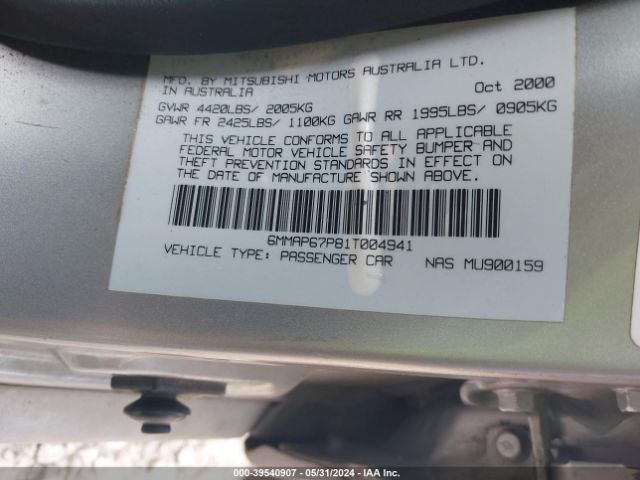 MFD. BY MITSUBISHI MOTORS AUSTRALIA LTD.
IN AUSTRALIA Oct 2000
GVWR 4420LBS/ 2005KG
GAWR FR 2425LBS/ 1100KG GAWR RR 1995LBS/ 0905KG
THIS VEHICLE CONFORMS TO ALL APPLICABLE
FEDERAL MOTOR VEHICLE SAFETY BUMPER AND
THEFT PREVENTION STANDARDS IN EFFECT ON
THE DATE OF MANUFACTURE SHOWN ABOVE.
6MMAP67P81T004941
VEHICLE TYPE: PASSENGER CAR NAS MU900159
000-39540907 - 05/31/2024 - IAA Inc.